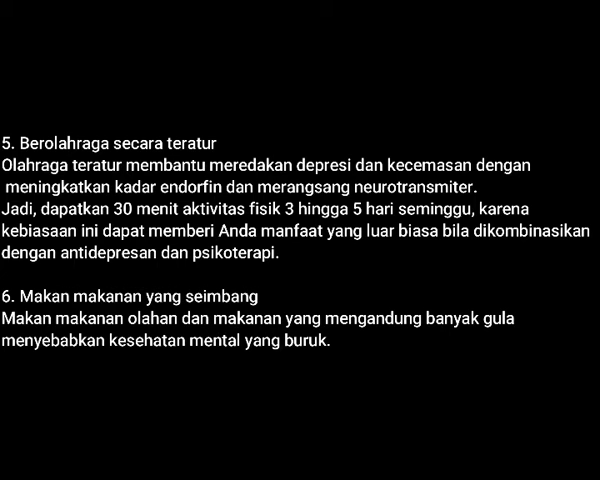 5. Berolahraga secara teratur
Olahraga teratur membantu meredakan depresi dan kecemasan dengan
meningkatkan kadar endorfin dan merangsang neurotransmiter.
Jadi, dapatkan 30 menit aktivitas fisik 3 hingga 5 hari seminggu, karena
kebiasaan ini dapat memberi Anda manfaat yang luar biasa bila dikombinasikan
dengan antidepresan dan psikoterapi.

6. Makan makanan yang seimbang
Makan makanan olahan dan makanan yang mengandung banyak gula
menyebabkan kesehatan mental yang buruk.